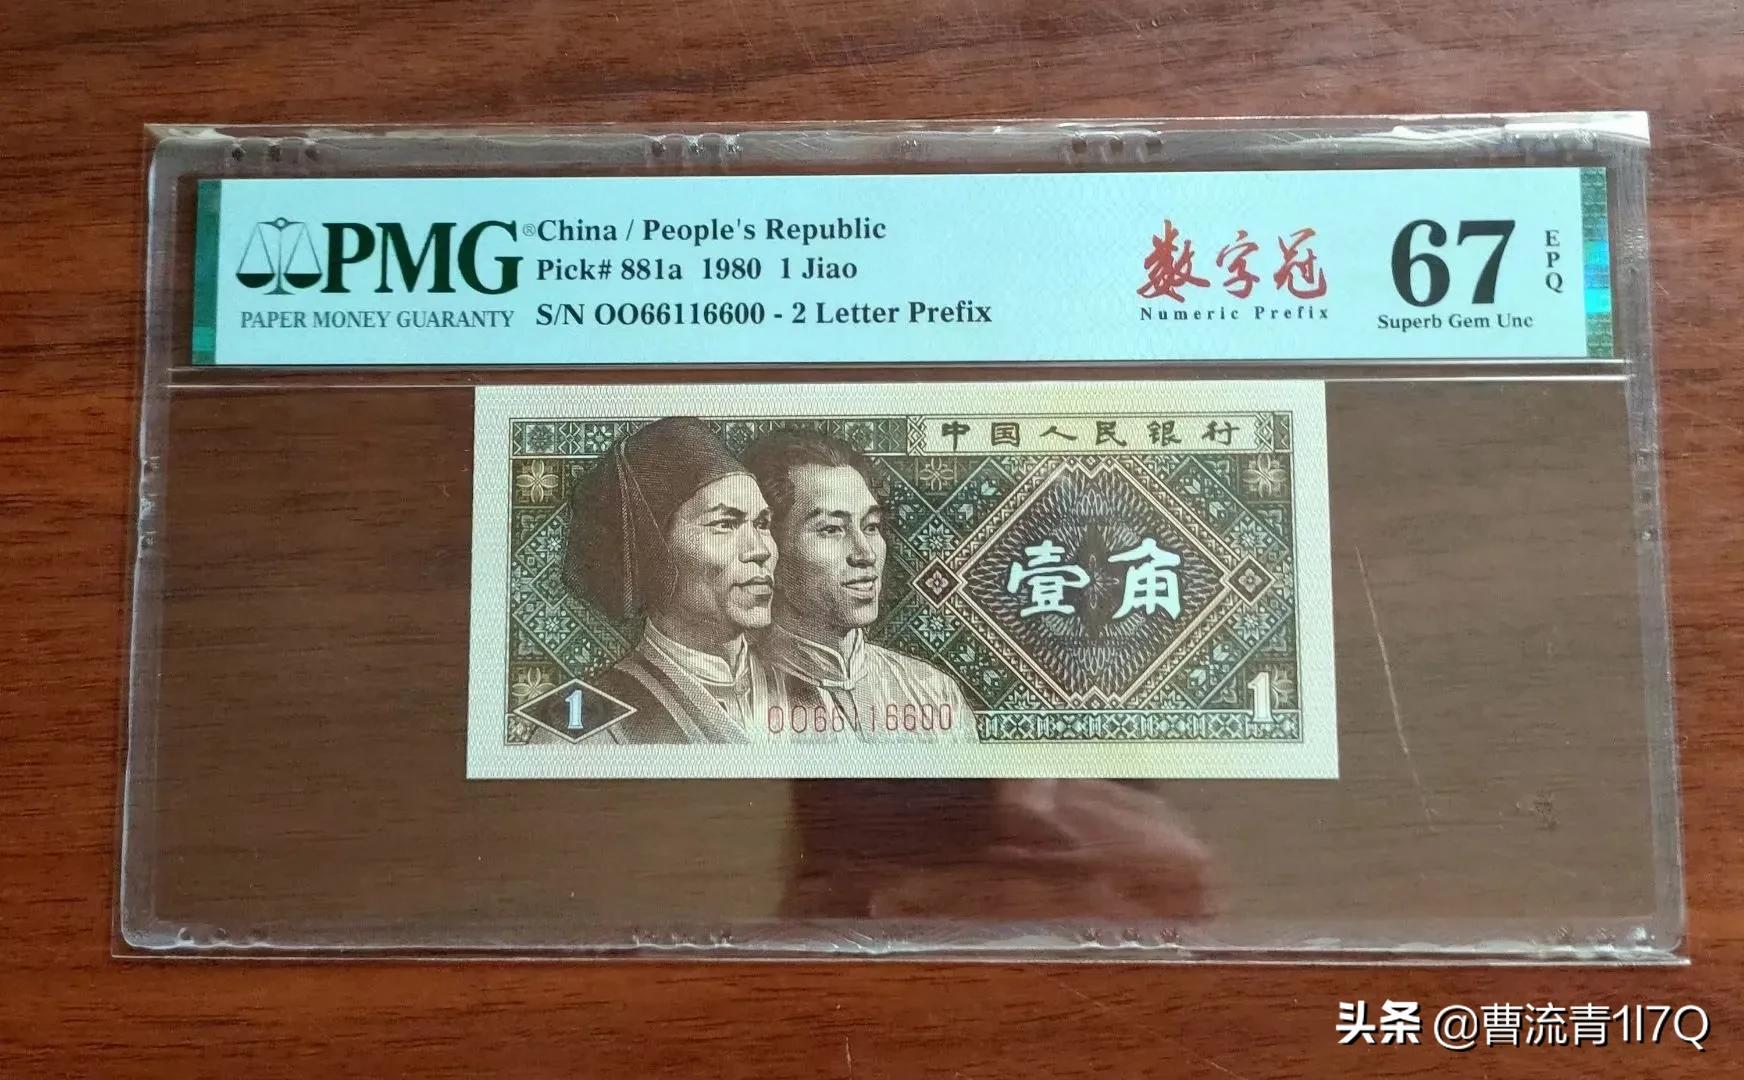 PMG®
PAPER MONEY GUARANTY
China / People's Republic
Pick# 881a 1980 1 Jiao
S/N OO66116600 - 2 Letter Prefix
数字冠
Numeric Prefix
67
EPQ
Superb Gem Unc
中国人民银行
壹角
1
OO66116600
1
头条 @曹流青1l7Q